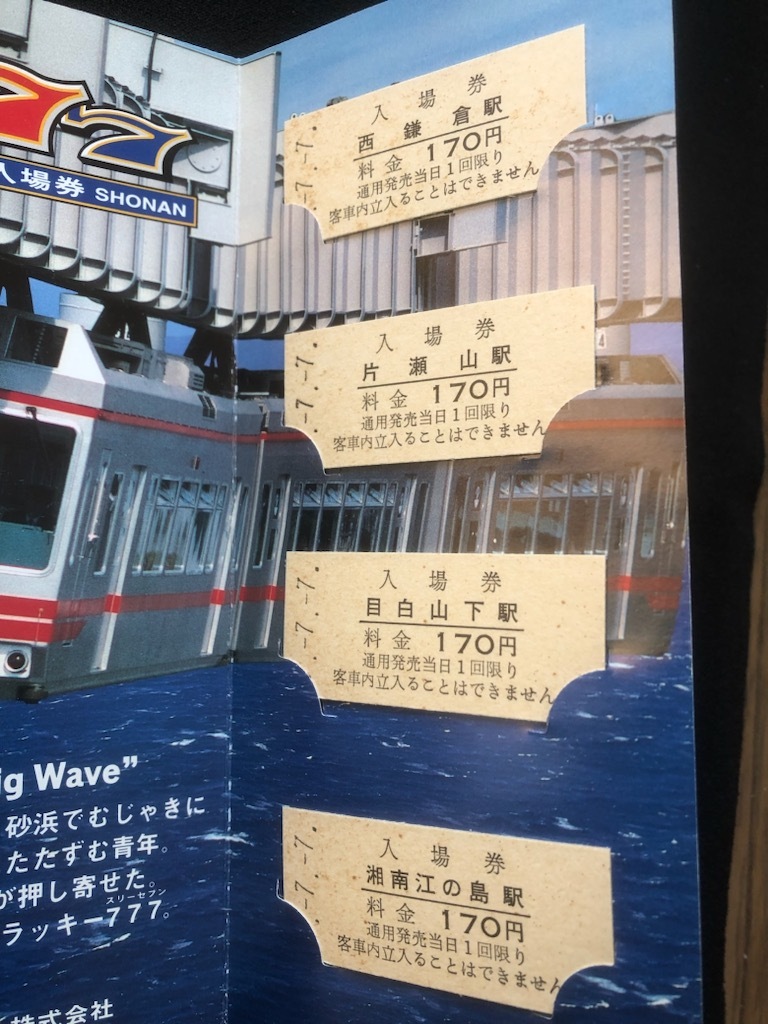 77
入場券 SHONAN
-7.-7.
入場券
西鎌倉駅
料金 170円
通用発売当日1回限り
客車内立入ることはできません
-7.-7.
入場券
片瀬山駅
料金 170円
通用発売当日1回限り
客車内立入ることはできません
-7.-7.
入場券
目白山下駅
料金 170円
通用発売当日1回限り
客車内立入ることはできません
-7.-7.
入場券
湘南江の島駅
料金 170円
通用発売当日1回限り
客車内立入ることはできません
ig Wave”
砂浜でむじゃきに
たたずむ青年。
が押し寄せた。
スリーセブン
ラッキー777。
株式会社